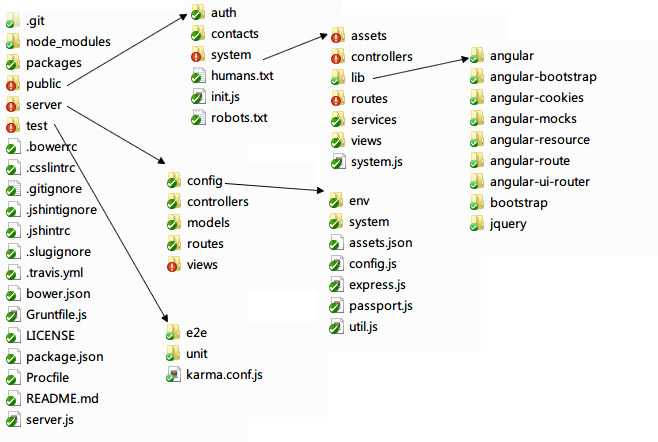 .git
node_modules
packages
public
server
test
.bowerrc
.csslintrc
.gitignore
.jshintignore
.jshintrc
.slugignore
.travis.yml
bower.json
Gruntfile.js
LICENSE
package.json
Procfile
README.md
server.js
auth
contacts
system
humans.txt
init.js
robots.txt
assets
controllers
lib
routes
services
views
system.js
angular
angular-bootstrap
angular-cookies
angular-mocks
angular-resource
angular-route
angular-ui-router
bootstrap
jquery
config
controllers
models
routes
views
env
system
assets.json
config.js
express.js
passport.js
util.js
e2e
unit
karma.conf.js